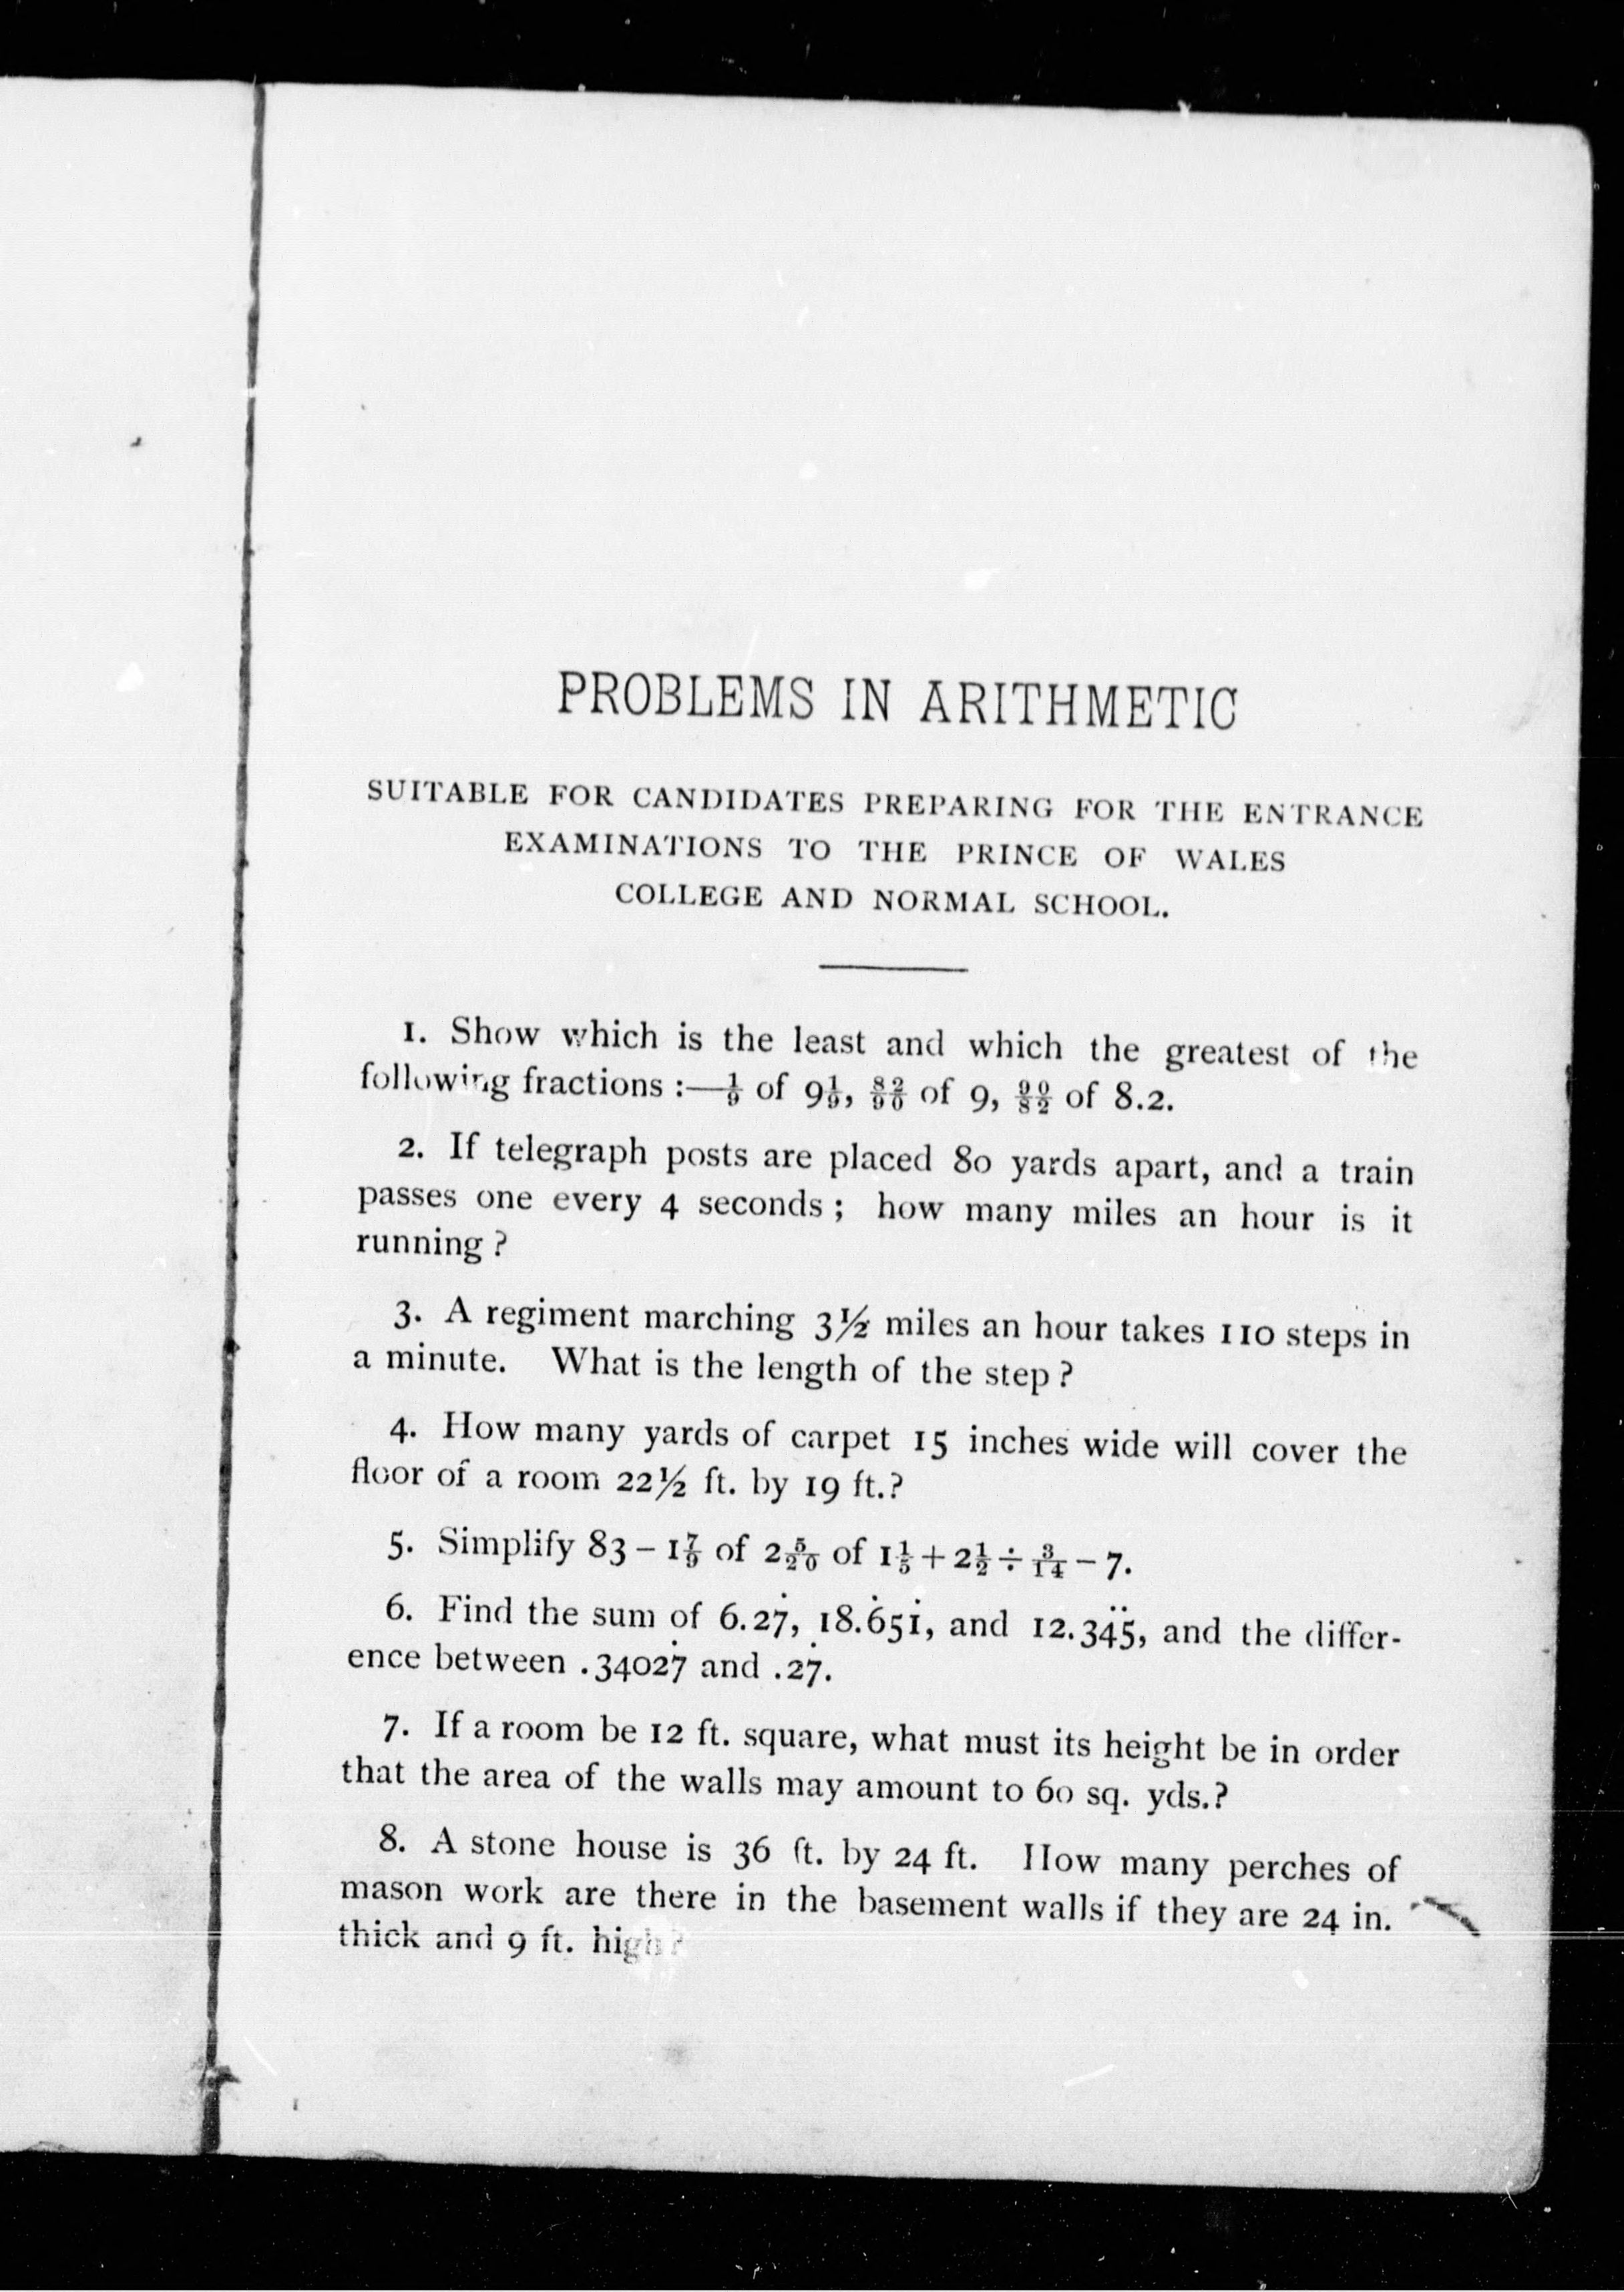 PROBLEMS IN ARITHMETIC
SUITABLE FOR CANDIDATES PREPARING FOR THE ENTRANCE
EXAMINATIONS TO THE PRINCE OF WALES
COLLEGE AND NORMAL SCHOOL.
1. Show which is the least and which the greatest of the
following fractions :—1/9 of 9 1/9, 82/90 of 9, 90/82 of 8.2.
2. If telegraph posts are placed 80 yards apart, and a train
passes one every 4 seconds ; how many miles an hour is it
running ?
3. A regiment marching 3½ miles an hour takes 110 steps in
a minute. What is the length of the step ?
4. How many yards of carpet 15 inches wide will cover the
floor of a room 22½ ft. by 19 ft.?
5. Simplify 83 – 1 7/9 of 2 5/20 of 1 1/5 + 2 1/2 ÷ 3/14 – 7.
6. Find the sum of 6.27̇, 18.6̇51̇, and 12.34̇5̇, and the differ-
ence between .34027̇ and .27̇.
7. If a room be 12 ft. square, what must its height be in order
that the area of the walls may amount to 60 sq. yds.?
8. A stone house is 36 ft. by 24 ft. How many perches of
mason work are there in the basement walls if they are 24 in.
thick and 9 ft. high?